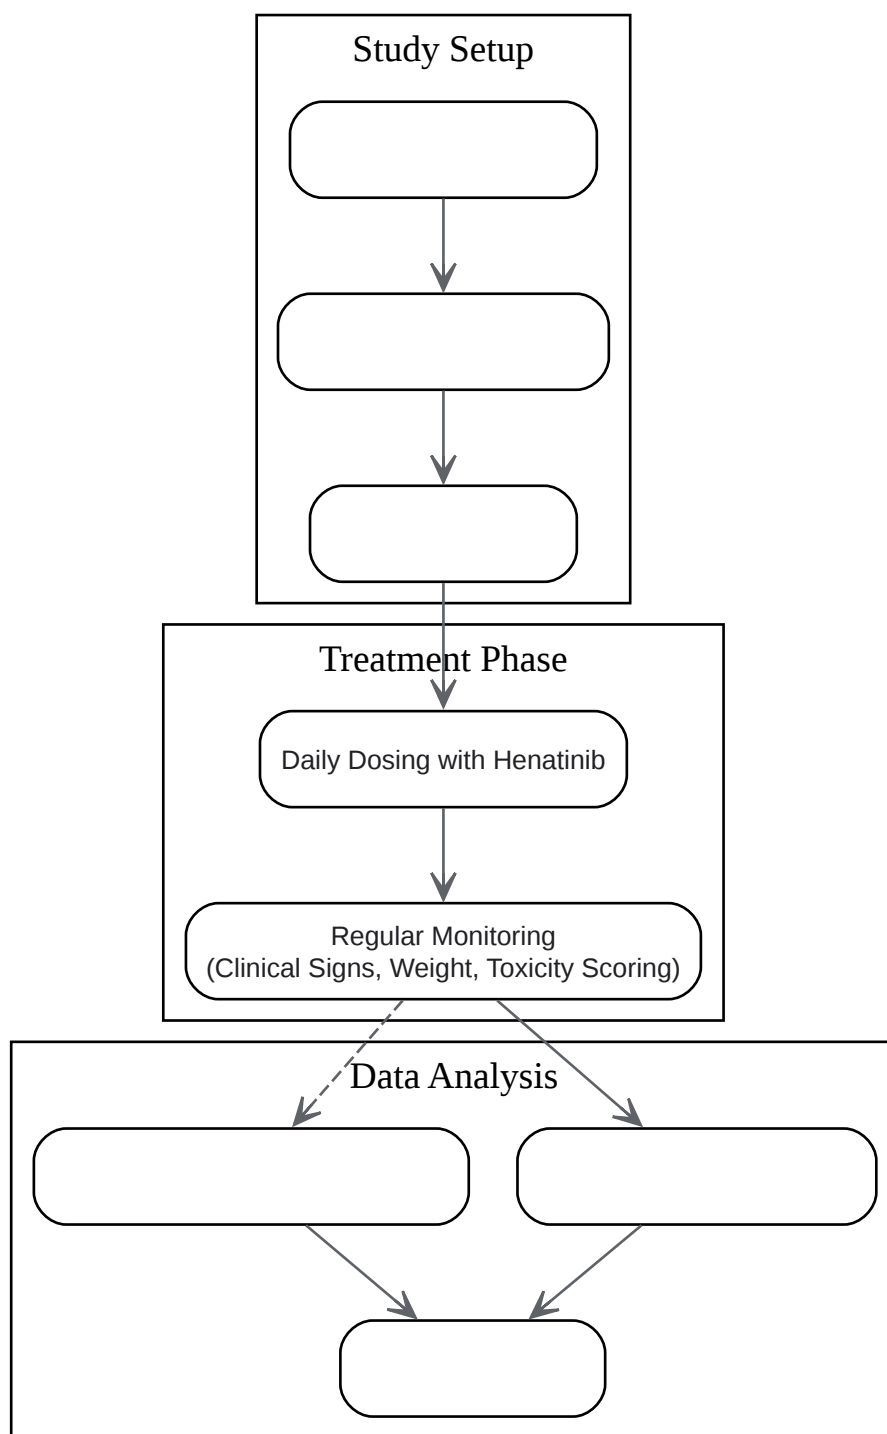 Study Setup
Treatment Phase
Daily Dosing with Henatinib
Regular Monitoring
(Clinical Signs, Weight, Toxicity Scoring)
Data Analysis